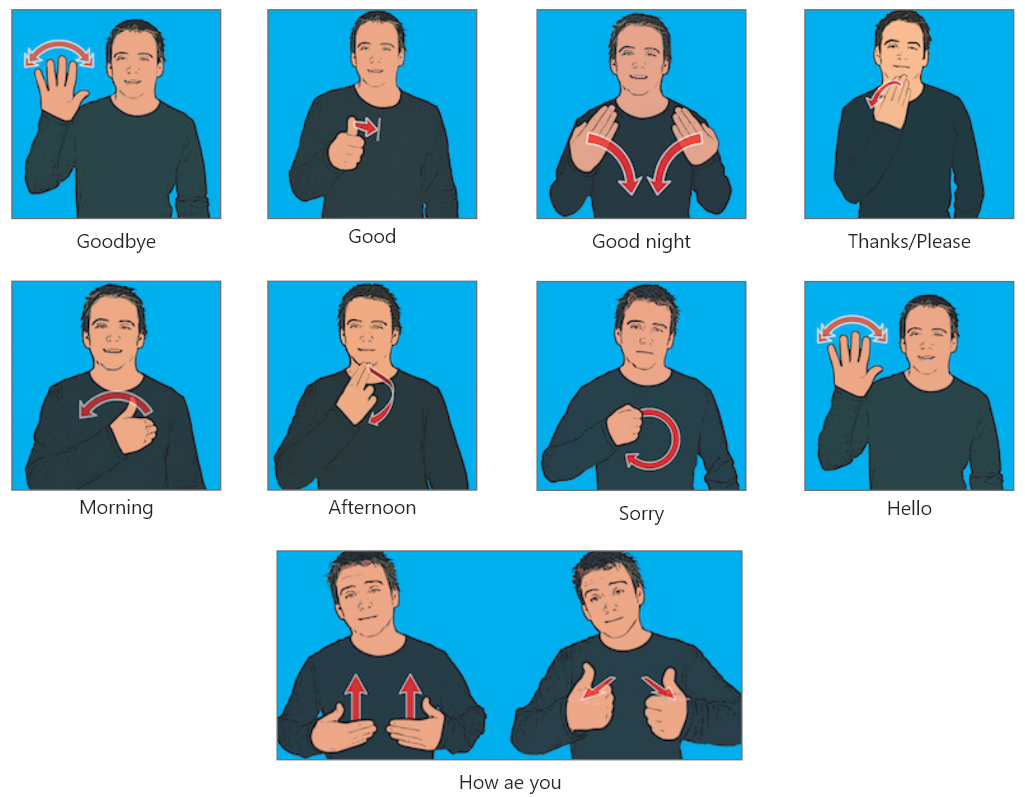 Goodbye
Good
Good night
Thanks/Please
Morning
Afternoon
Sorry
Hello
How ae you